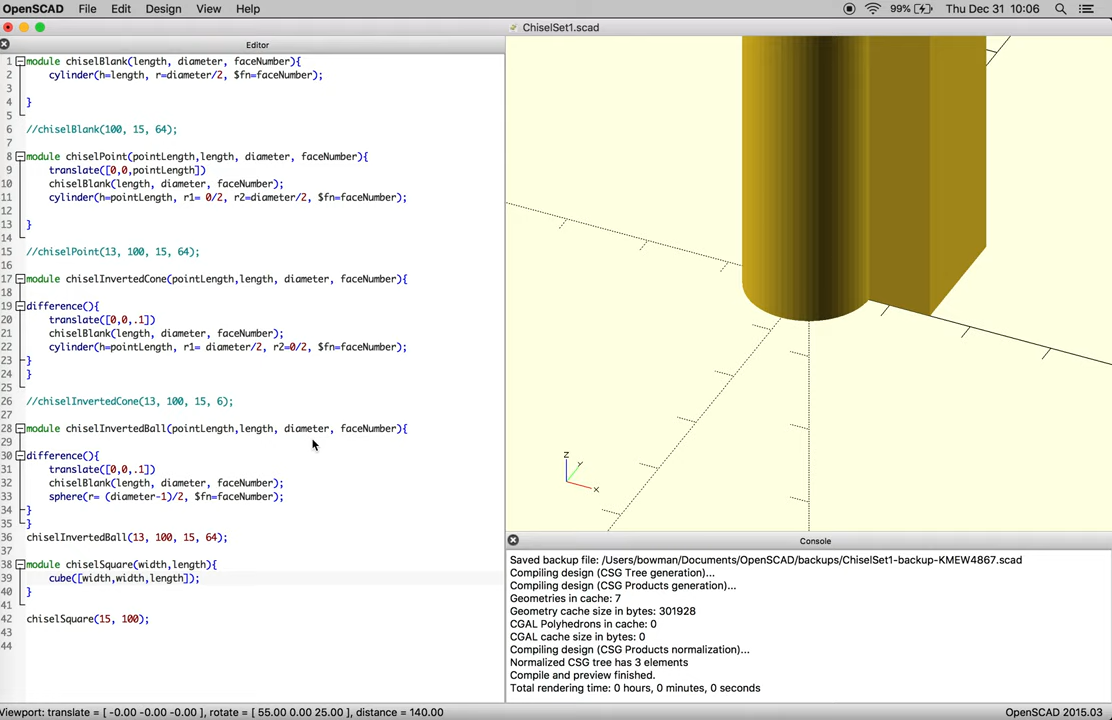 OpenSCAD File Edit Design View Help 99% Thu Dec 31 10:06
ChiselSet1.scad
Editor
1 module chiselBlank(length, diameter, faceNumber){
2 cylinder(h=length, r=diameter/2, $fn=faceNumber);
3
4 }
5
6 //chiselBlank(100, 15, 64);
7
8 module chiselPoint(pointLength,length, diameter, faceNumber){
9 translate([0,0,pointLength])
10 chiselBlank(length, diameter, faceNumber);
11 cylinder(h=pointLength, r1= 0/2, r2=diameter/2, $fn=faceNumber);
12
13 }
14
15 //chiselPoint(13, 100, 15, 64);
16
17 module chiselInvertedCone(pointLength,length, diameter, faceNumber){
18
19 difference(){
20 translate([0,0,.1])
21 chiselBlank(length, diameter, faceNumber);
22 cylinder(h=pointLength, r1= diameter/2, r2=0/2, $fn=faceNumber);
23 }
24 }
25
26 //chiselInvertedCone(13, 100, 15, 6);
27
28 module chiselInvertedBall(pointLength,length, diameter, faceNumber){
29
30 difference(){
31 translate([0,0,.1])
32 chiselBlank(length, diameter, faceNumber);
33 sphere(r= (diameter-1)/2, $fn=faceNumber);
34 }
35 }
36 chiselInvertedBall(13, 100, 15, 64);
37
38 module chiselSquare(width,length){
39 cube([width,width,length]);
40 }
41
42 chiselSquare(15, 100);
43
44
Z
Y
X
Console
Saved backup file: /Users/bowman/Documents/OpenSCAD/backups/ChiselSet1-backup-KMEW4867.scad
Compiling design (CSG Tree generation)...
Compiling design (CSG Products generation)...
Geometries in cache: 7
Geometry cache size in bytes: 301928
CGAL Polyhedrons in cache: 0
CGAL cache size in bytes: 0
Compiling design (CSG Products normalization)...
Normalized CSG tree has 3 elements
Compile and preview finished.
Total rendering time: 0 hours, 0 minutes, 0 seconds
Viewport: translate = [ -0.00 -0.00 -0.00 ], rotate = [ 55.00 0.00 25.00 ], distance = 140.00 OpenSCAD 2015.03